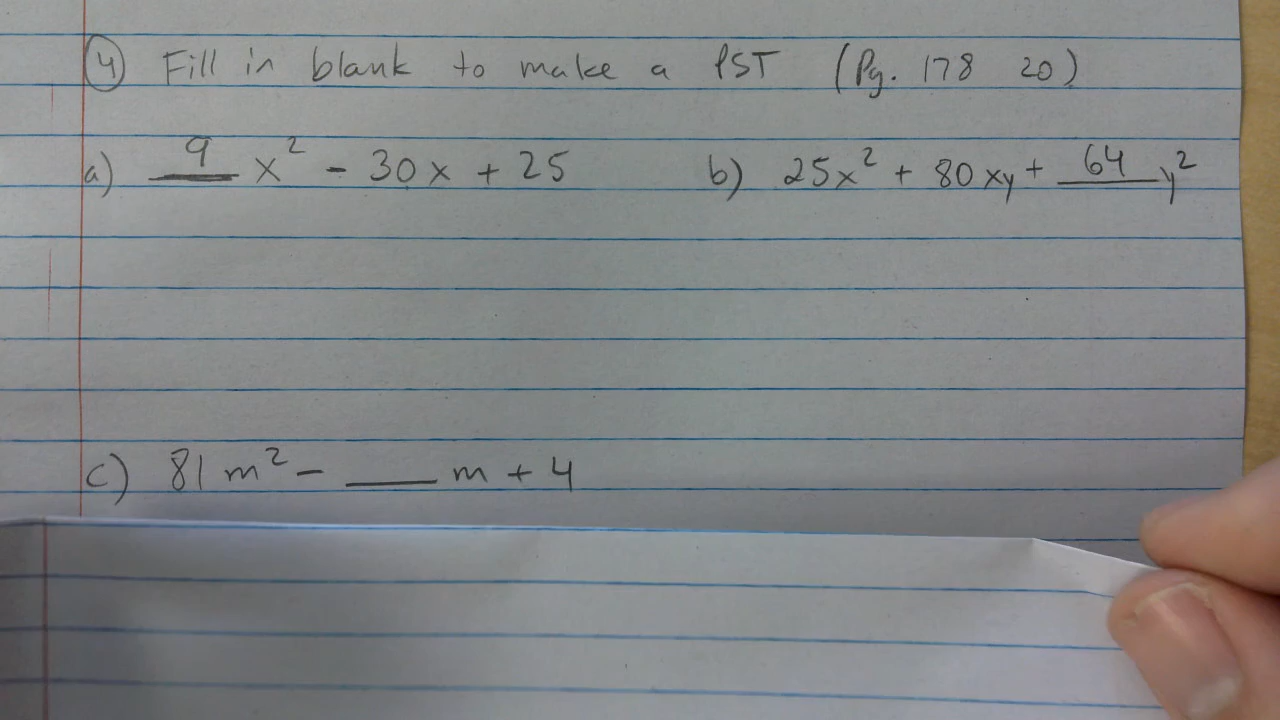 ④ Fill in blank to make a PST (Pg. 178 20)
a) 9 x² - 30x + 25 b) 25x² + 80xy + 64 y²
c) 81m² - ___ m + 4